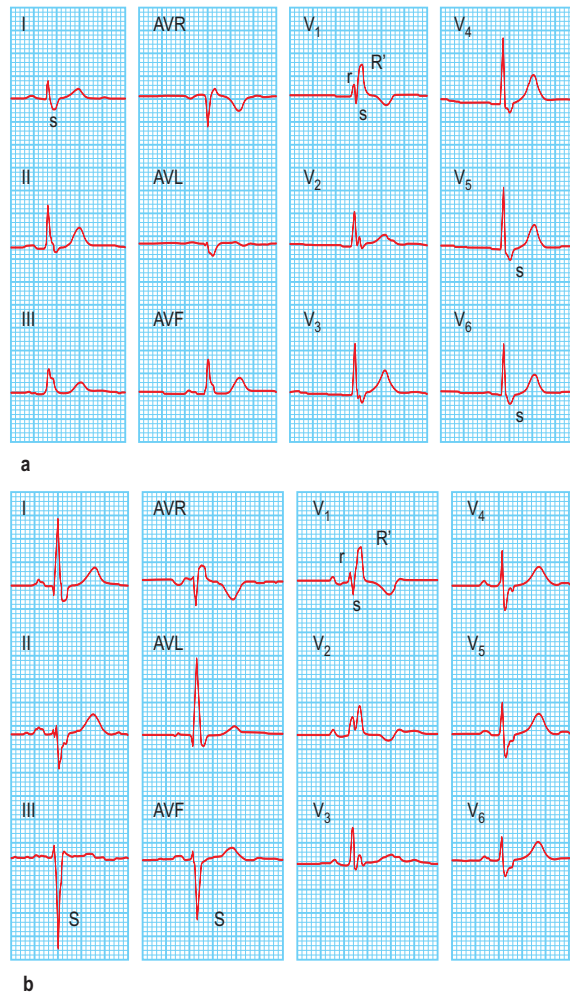 I AVR V1 V4
r R'
s s
II AVL V2 V5
s
III AVF V3 V6
s
a
I AVR V1 V4
r R'
s
II AVL V2 V5
III AVF V3 V6
S S
b